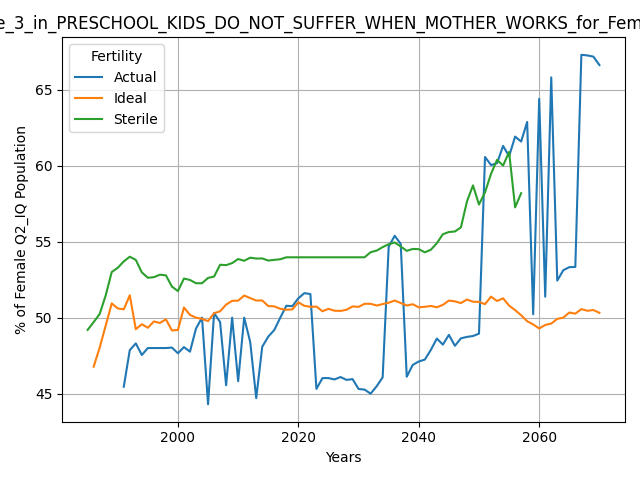 e_3_in_PRESCHOOL_KIDS_DO_NOT_SUFFER_WHEN_MOTHER_WORKS_for_Fem
Fertility
Actual
Ideal
Sterile
% of Female Q2_IQ Population
65
60
55
50
45
2000
2020
2040
2060
Years